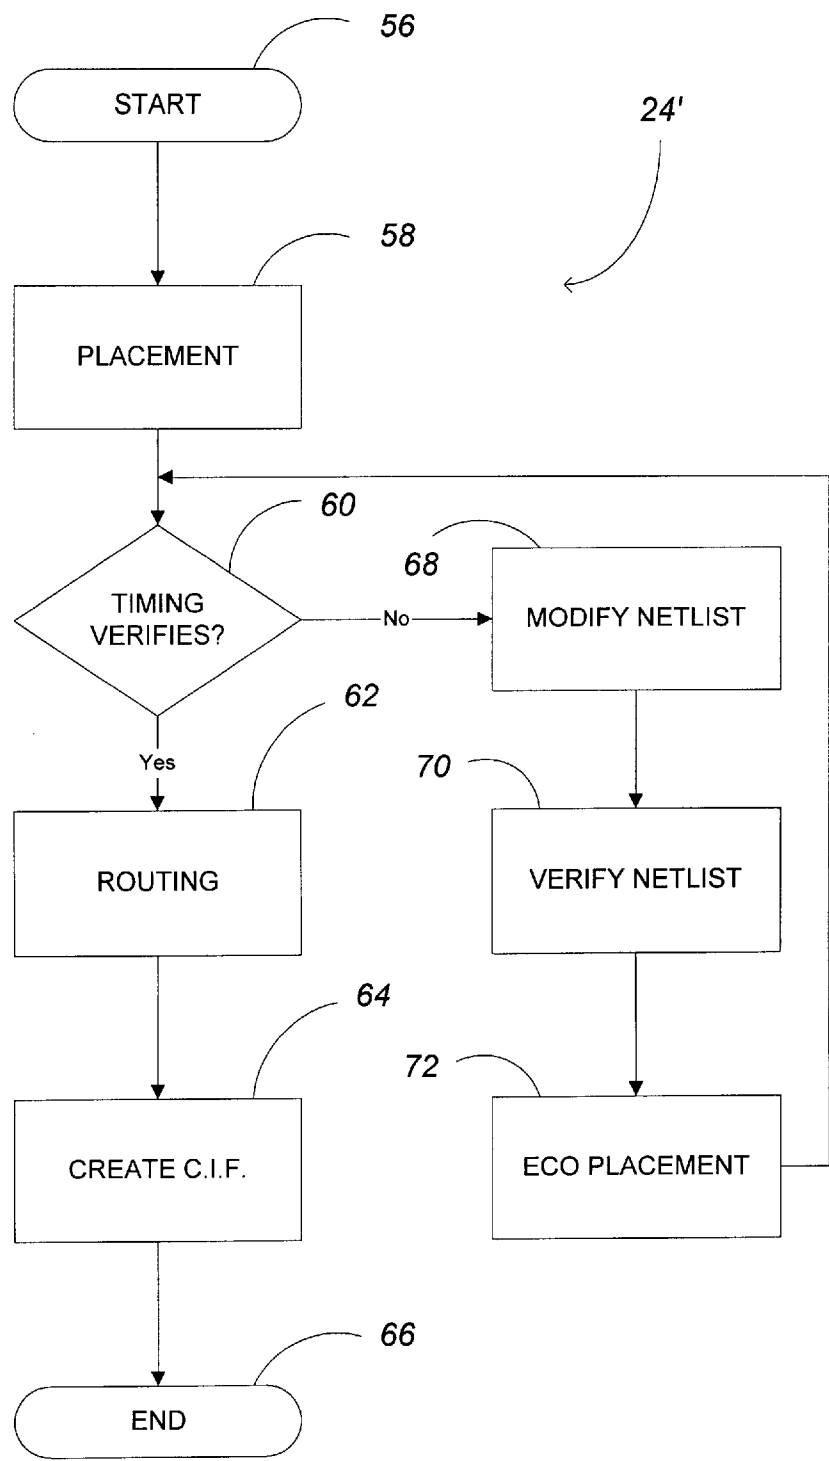 56
START
24'
58
PLACEMENT
60
TIMING
VERIFIES?
No
68
MODIFY NETLIST
62
Yes
70
ROUTING
VERIFY NETLIST
64
72
CREATE C.I.F.
ECO PLACEMENT
66
END